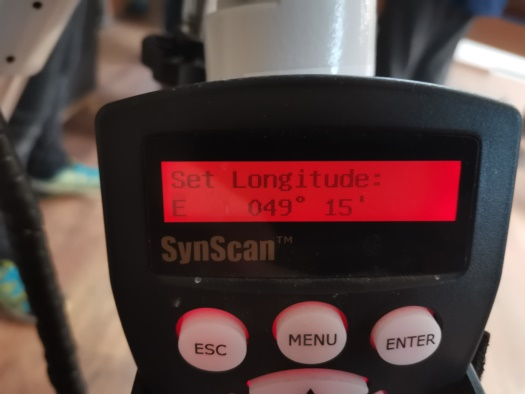 Set Longitude:
E 049° 15'
SynScan™
ESC
MENU
ENTER